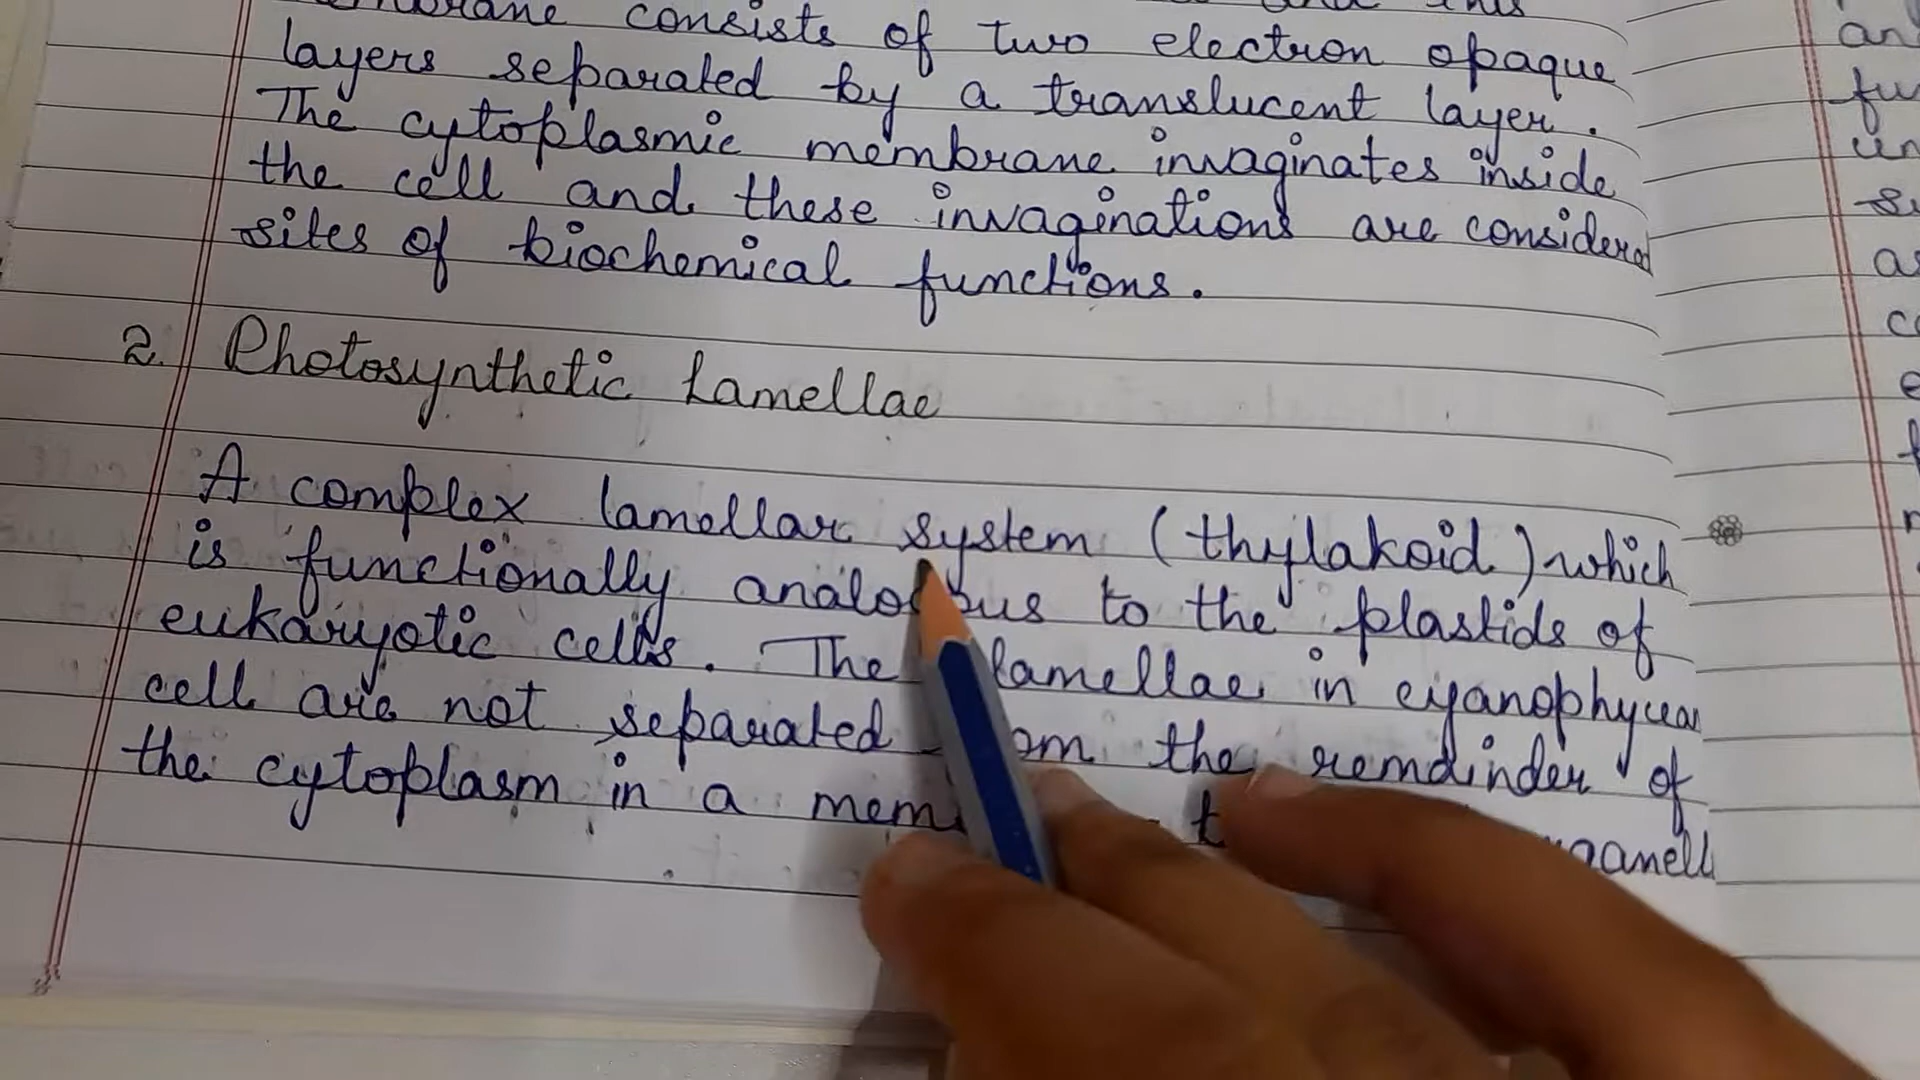 membrane consists of two electron opaque
layers separated by a translucent layer.
The cytoplasmic membrane invaginates inside
the cell and these invaginations are considered
sites of biochemical functions.
2. Photosynthetic Lamellae
A complex lamellar system (thylakoid) which
is functionally analogous to the plastids of
eukaryotic cells. The lamellae in cyanophycean
cell are not separated from the remainder of
the cytoplasm in a